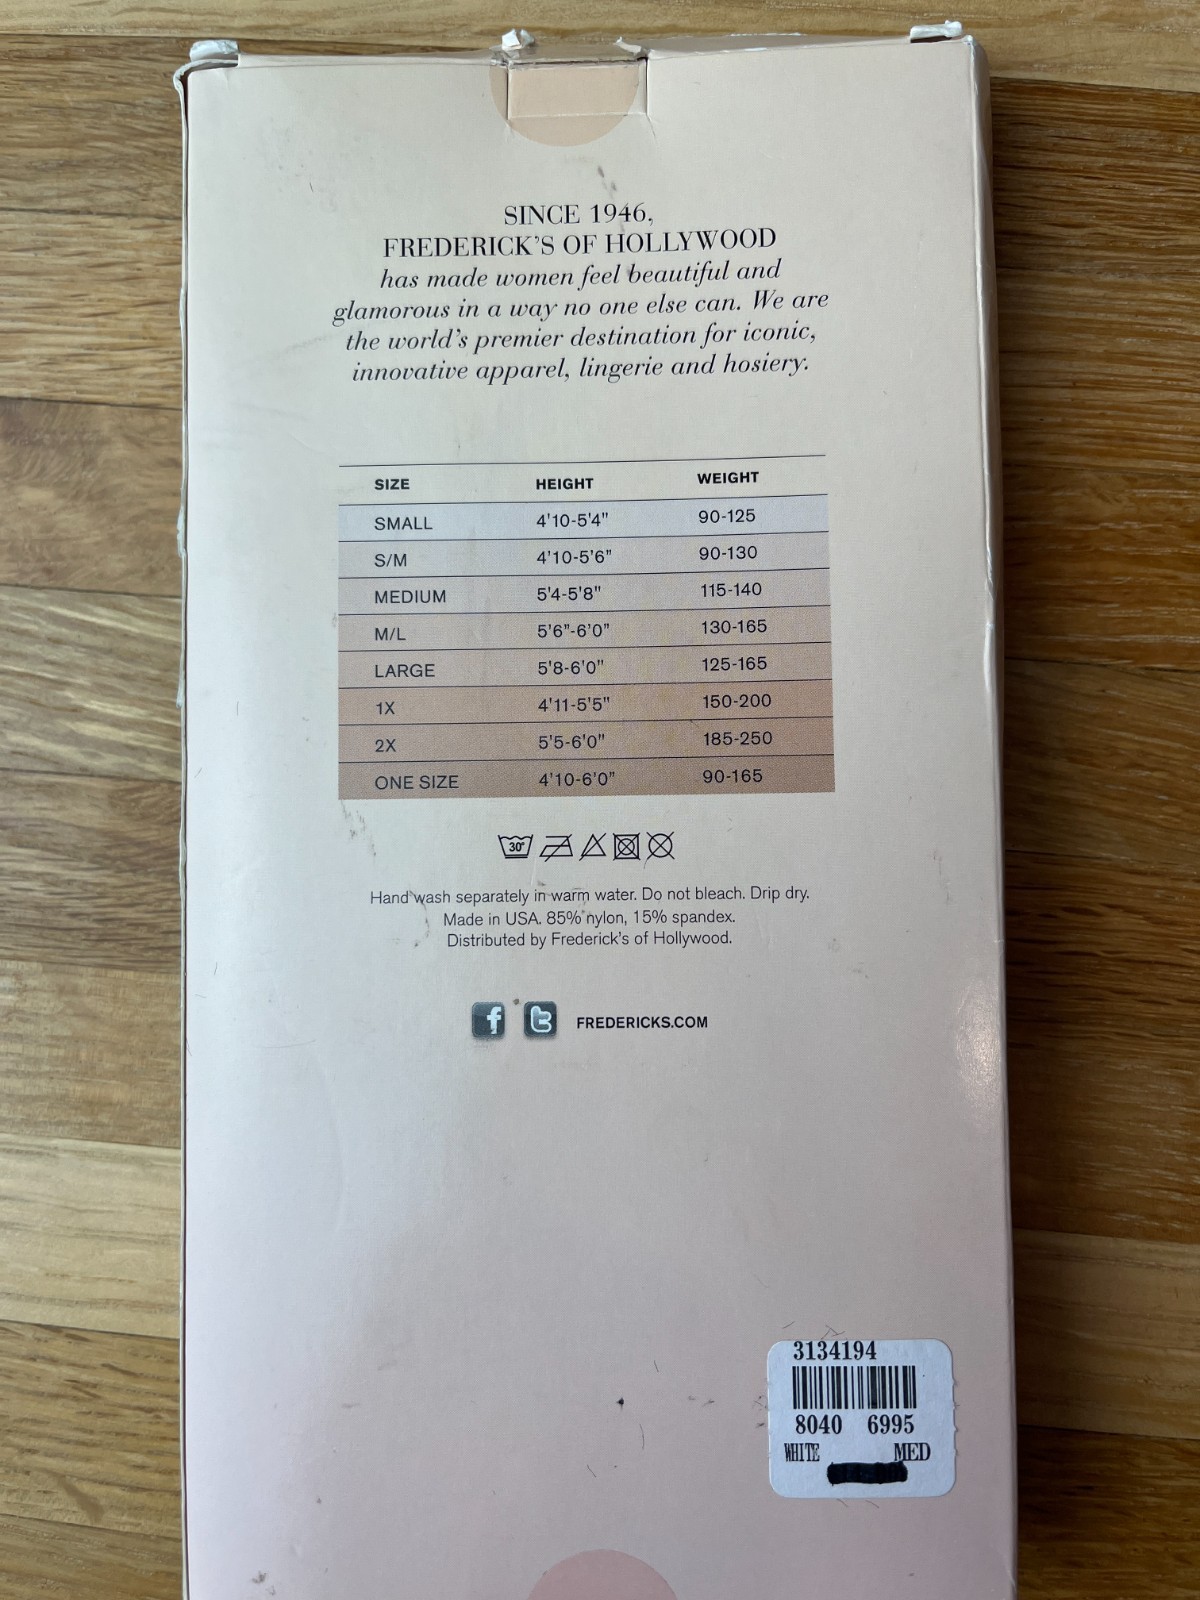 SINCE 1946,
FREDERICK'S OF HOLLYWOOD
has made women feel beautiful and
glamorous in a way no one else can. We are
the world's premier destination for iconic,
innovative apparel, lingerie and hosiery.
SIZE HEIGHT WEIGHT
SMALL 4'10-5'4" 90-125
S/M 4'10-5'6" 90-130
MEDIUM 5'4-5'8" 115-140
M/L 5'6"-6'0" 130-165
LARGE 5'8-6'0" 125-165
1X 4'11-5'5" 150-200
2X 5'5-6'0" 185-250
ONE SIZE 4'10-6'0" 90-165
30°
Hand wash separately in warm water. Do not bleach. Drip dry.
Made in USA. 85% nylon, 15% spandex.
Distributed by Frederick's of Hollywood.
f t FREDERICKS.COM
3134194
8040 6995
WHITE MED